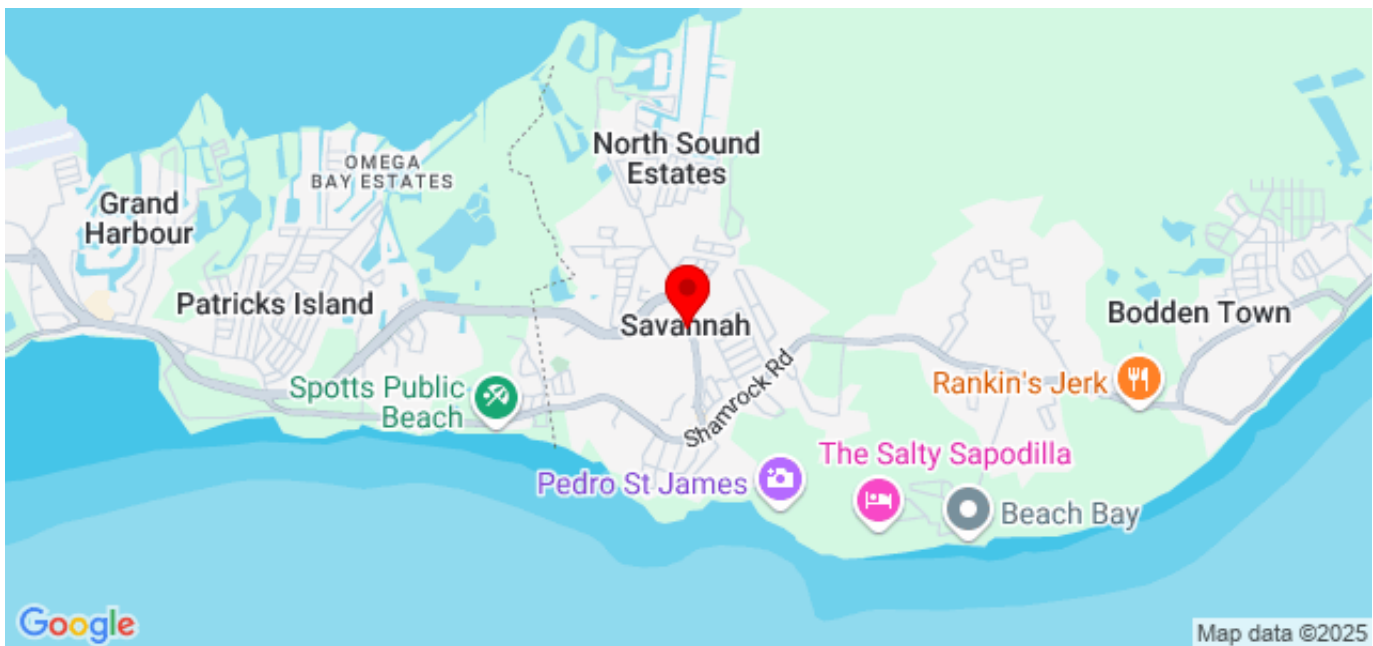 North Sound
Estates
OMEGA
BAY ESTATES
Grand
Harbour
Patricks Island
Savannah
Bodden Town
Spotts Public
Beach
Shamrock Rd
Rankin's Jerk
The Salty Sapodilla
Pedro St James
Beach Bay
Google
Map data ©2025